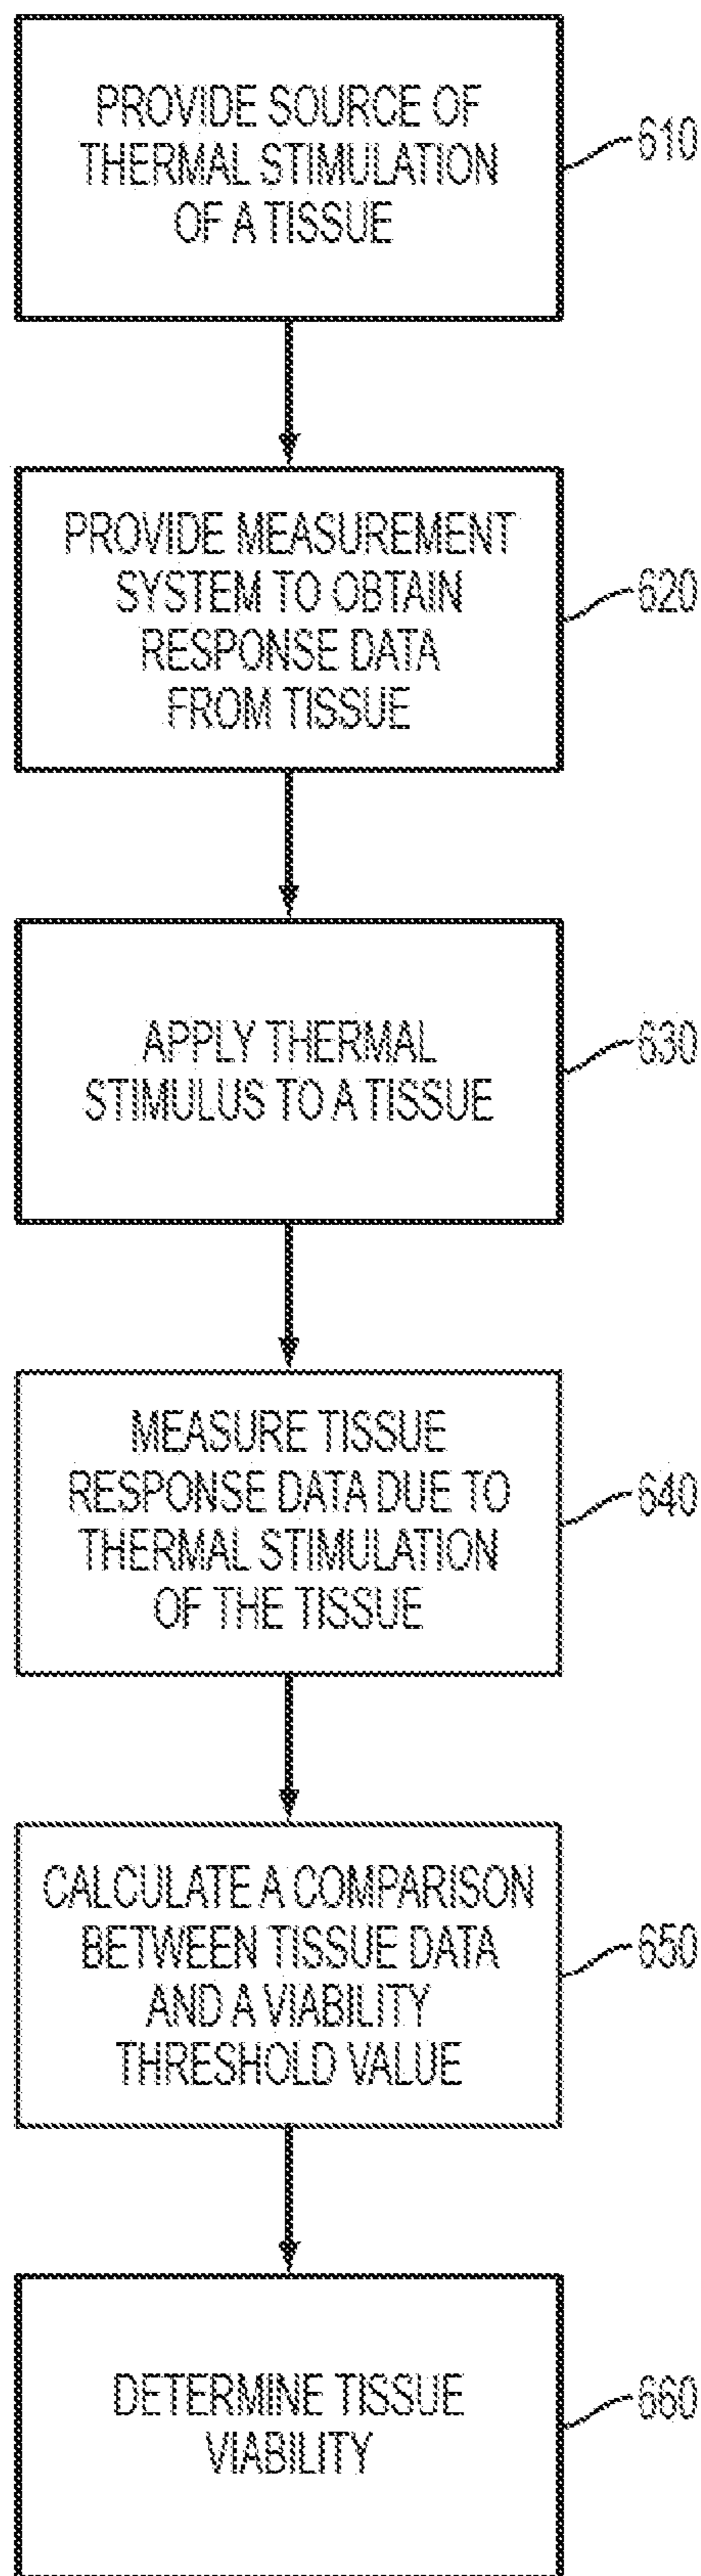 PROVIDE SOURCE OF
THERMAL STIMULATION
OF A TISSUE
610
PROVIDE MEASUREMENT
SYSTEM TO OBTAIN
RESPONSE DATA
FROM TISSUE
620
APPLY THERMAL
STIMULUS TO A TISSUE
630
MEASURE TISSUE
RESPONSE DATA DUE TO
THERMAL STIMULATION
OF THE TISSUE
640
CALCULATE A COMPARISON
BETWEEN TISSUE DATA
AND A VIABILITY
THRESHOLD VALUE
650
DETERMINE TISSUE
VIABILITY
660